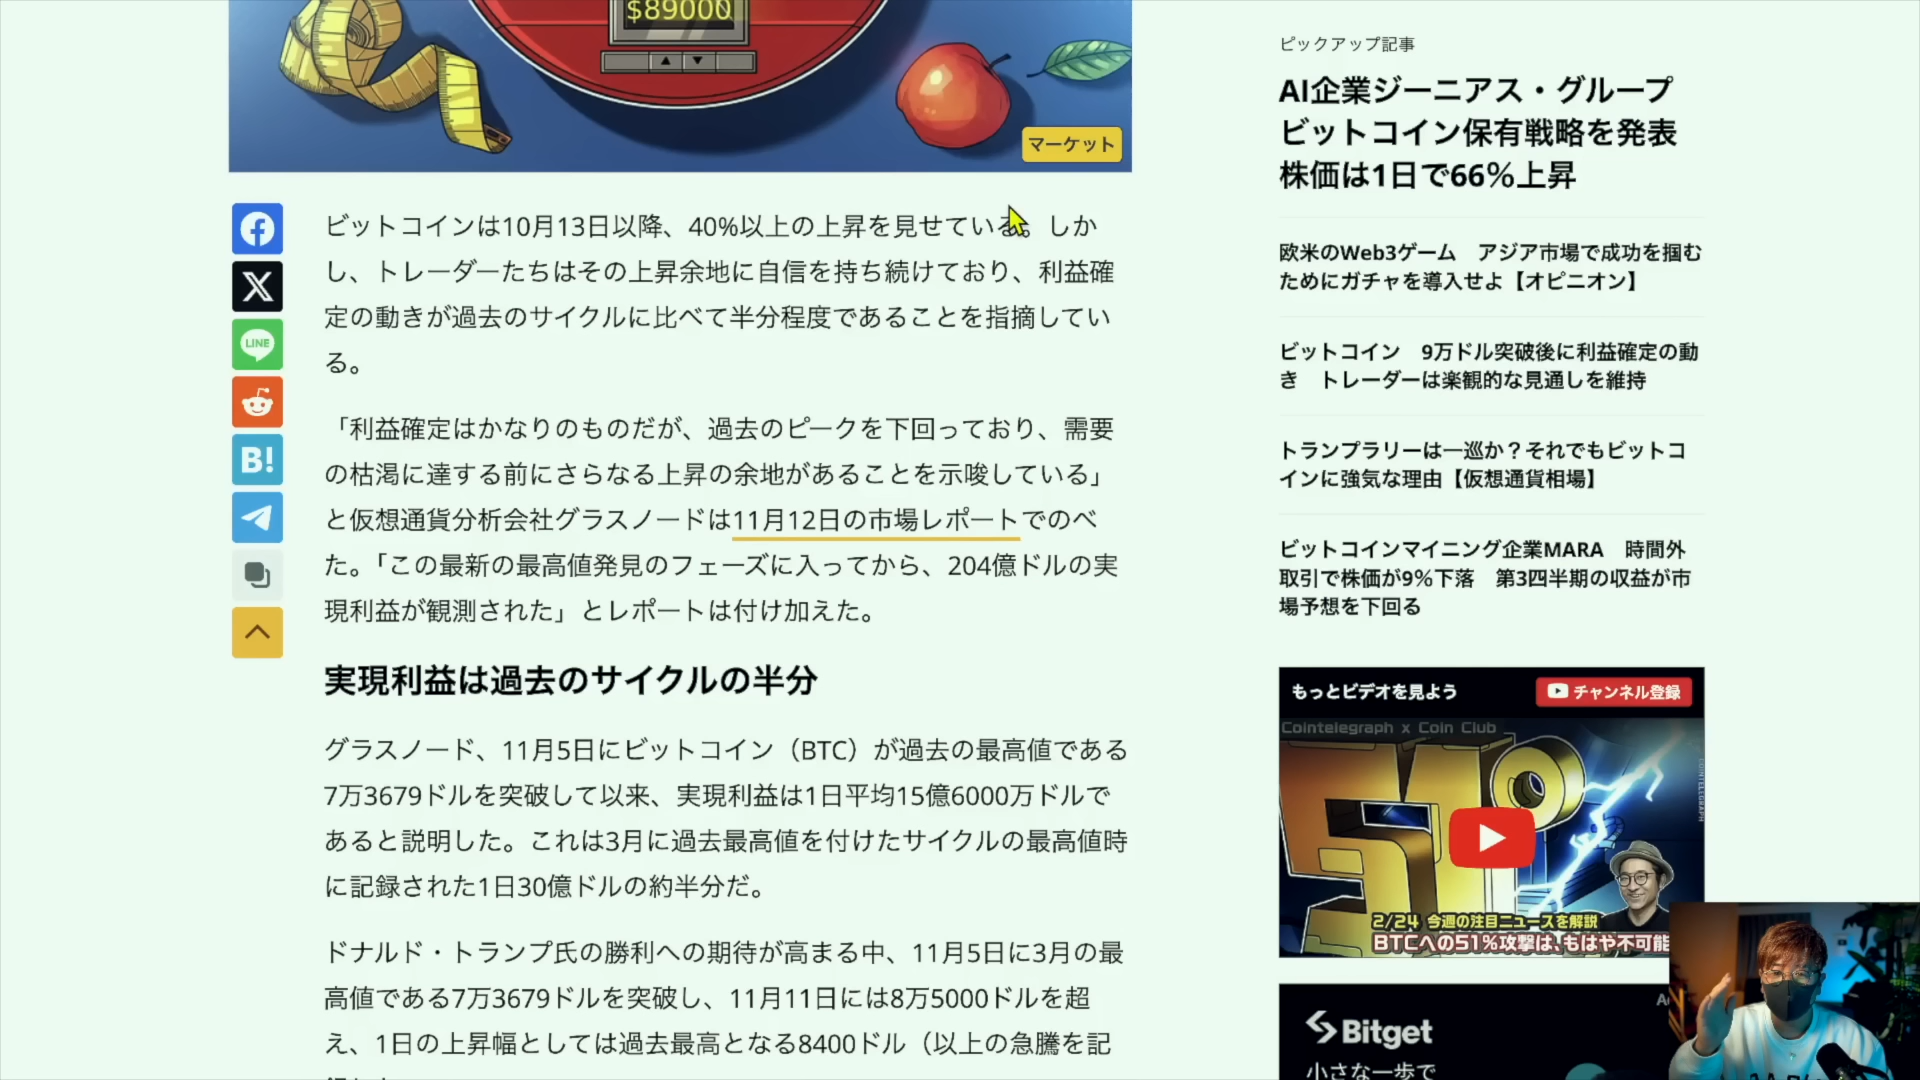 $89000
マーケット
ビットコインは10月13日以降、40%以上の上昇を見せている。しか
し、トレーダーたちはその上昇余地に自信を持ち続けており、利益確
定の動きが過去のサイクルに比べて半分程度であることを指摘してい
る。
「利益確定はかなりのものだが、過去のピークを下回っており、需要
の枯渇に達する前にさらなる上昇の余地があることを示唆している」
と仮想通貨分析会社グラスノードは11月12日の市場レポートでのべ
た。「この最新の最高値発見のフェーズに入ってから、204億ドルの実
現利益が観測された」とレポートは付け加えた。
実現利益は過去のサイクルの半分
グラスノード、11月5日にビットコイン（BTC）が過去の最高値である
7万3679ドルを突破して以来、実現利益は1日平均15億6000万ドルで
あると説明した。これは3月に過去最高値を付けたサイクルの最高値時
に記録された1日30億ドルの約半分だ。
ドナルド・トランプ氏の勝利への期待が高まる中、11月5日に3月の最
高値である7万3679ドルを突破し、11月11日には8万5000ドルを超
え、1日の上昇幅としては過去最高となる8400ドル（以上の急騰を記
LINE
B!
ピックアップ記事
AI企業ジーニアス・グループ
ビットコイン保有戦略を発表
株価は1日で66%上昇
欧米のWeb3ゲーム　アジア市場で成功を掴む
ためにガチャを導入せよ【オピニオン】
ビットコイン　9万ドル突破後に利益確定の動
き　トレーダーは楽観的な見通しを維持
トランプラリーは一巡か？それでもビットコ
インに強気な理由【仮想通貨相場】
ビットコインマイニング企業MARA　時間外
取引で株価が9%下落　第3四半期の収益が市
場予想を下回る
もっとビデオを見よう
チャンネル登録
Cointelegraph x Coin Club
COINTELEGRAPH
51%
2/24 今週の注目ニュースを解説
BTCへの51%攻撃は、もはや不可能
Bitget
小さな一歩で